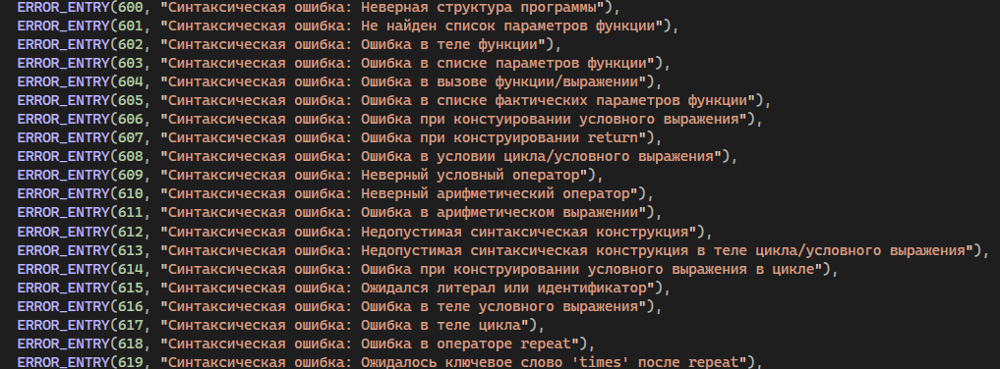 ERROR_ENTRY(600, "Синтаксическая ошибка: Неверная структура программы"),
ERROR_ENTRY(601, "Синтаксическая ошибка: Не найден список параметров функции"),
ERROR_ENTRY(602, "Синтаксическая ошибка: Ошибка в теле функции"),
ERROR_ENTRY(603, "Синтаксическая ошибка: Ошибка в списке параметров функции"),
ERROR_ENTRY(604, "Синтаксическая ошибка: Ошибка в вызове функции/выражении"),
ERROR_ENTRY(605, "Синтаксическая ошибка: Ошибка в списке фактических параметров функции"),
ERROR_ENTRY(606, "Синтаксическая ошибка: Ошибка при констуировании условного выражения"),
ERROR_ENTRY(607, "Синтаксическая ошибка: Ошибка при конструировании return"),
ERROR_ENTRY(608, "Синтаксическая ошибка: Ошибка в условии цикла/условного выражения"),
ERROR_ENTRY(609, "Синтаксическая ошибка: Неверный условный оператор"),
ERROR_ENTRY(610, "Синтаксическая ошибка: Неверный арифметический оператор"),
ERROR_ENTRY(611, "Синтаксическая ошибка: Ошибка в арифметическом выражении"),
ERROR_ENTRY(612, "Синтаксическая ошибка: Недопустимая синтаксическая конструкция"),
ERROR_ENTRY(613, "Синтаксическая ошибка: Недопустимая синтаксическая конструкция в теле цикла/условного выражения"),
ERROR_ENTRY(614, "Синтаксическая ошибка: Ошибка при конструировании условного выражения в цикле"),
ERROR_ENTRY(615, "Синтаксическая ошибка: Ожидался литерал или идентификатор"),
ERROR_ENTRY(616, "Синтаксическая ошибка: Ошибка в теле условного выражения"),
ERROR_ENTRY(617, "Синтаксическая ошибка: Ошибка в теле цикла"),
ERROR_ENTRY(618, "Синтаксическая ошибка: Ошибка в операторе repeat"),
ERROR_ENTRY(619, "Синтаксическая ошибка: Ожидалось ключевое слово 'times' после repeat"),